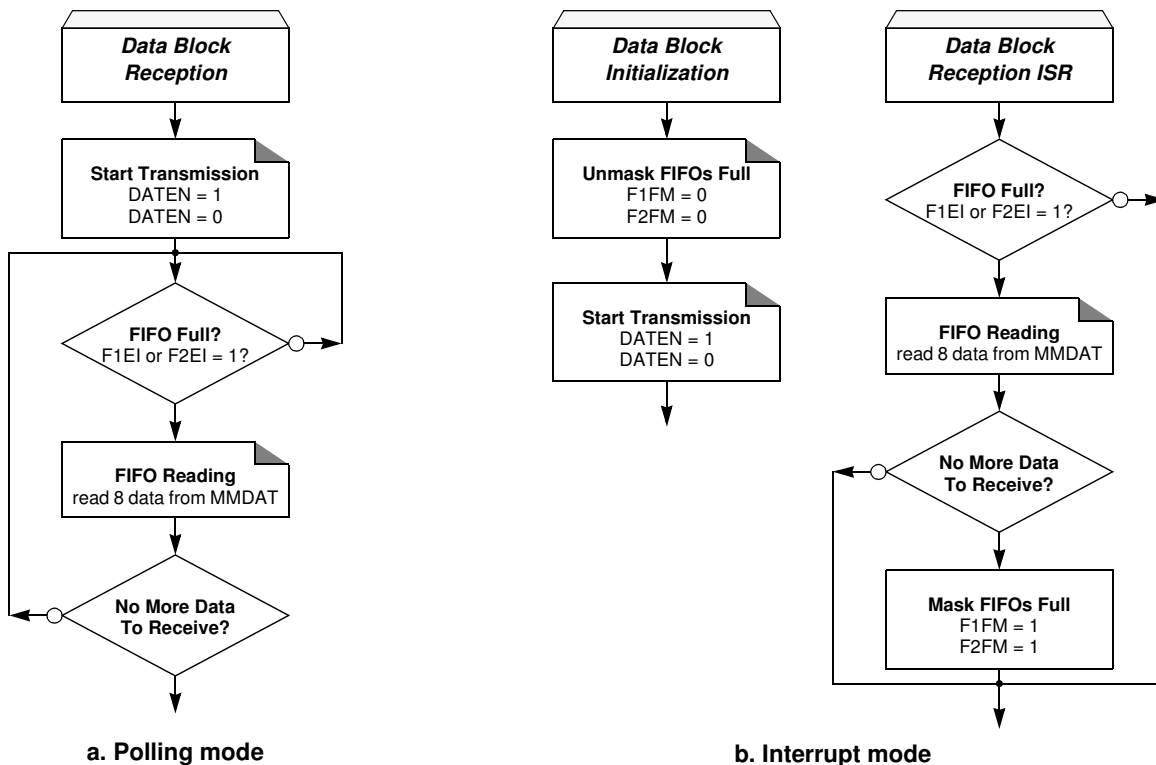 Data Block
Reception
Start Transmission
DATEN = 1
DATEN = 0
FIFO Full?
F1EI or F2EI = 1?
FIFO Reading
read 8 data from MMDAT
No More Data
To Receive?
a. Polling mode
Data Block
Initialization
Unmask FIFOs Full
F1FM = 0
F2FM = 0
Start Transmission
DATEN = 1
DATEN = 0
Data Block
Reception ISR
FIFO Full?
F1EI or F2EI = 1?
FIFO Reading
read 8 data from MMDAT
No More Data
To Receive?
Mask FIFOs Full
F1FM = 1
F2FM = 1
b. Interrupt mode